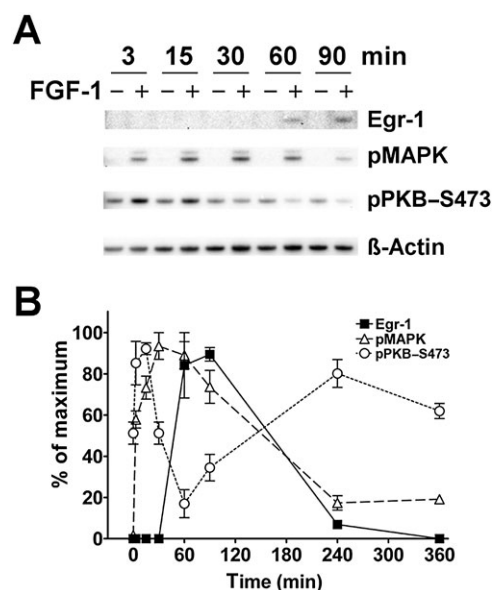 A
3 15 30 60 90 min
FGF-1 – + – + – + – + – +
Egr-1
pMAPK
pPKB–S473
ß-Actin
B
Egr-1
pMAPK
pPKB–S473
% of maximum
100
80
60
40
20
0
0 60 120 180 240 300 360
Time (min)